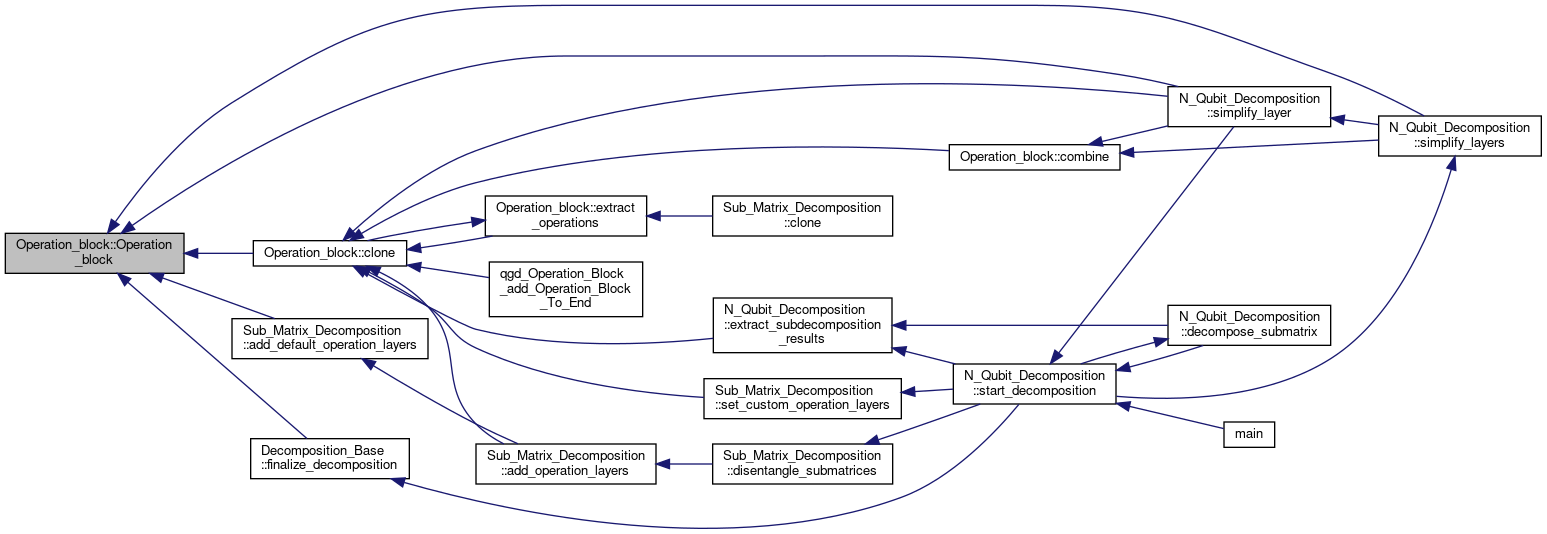 Operation_block::Operation
_block
Operation_block::clone
Sub_Matrix_Decomposition
::add_default_operation_layers
Decomposition_Base
::finalize_decomposition
Operation_block::extract
_operations
qgd_Operation_Block
_add_Operation_Block
_To_End
Sub_Matrix_Decomposition
::add_operation_layers
Sub_Matrix_Decomposition
::clone
N_Qubit_Decomposition
::extract_subdecomposition
_results
Sub_Matrix_Decomposition
::set_custom_operation_layers
Sub_Matrix_Decomposition
::disentangle_submatrices
Operation_block::combine
N_Qubit_Decomposition
::start_decomposition
N_Qubit_Decomposition
::simplify_layer
N_Qubit_Decomposition
::decompose_submatrix
main
N_Qubit_Decomposition
::simplify_layers